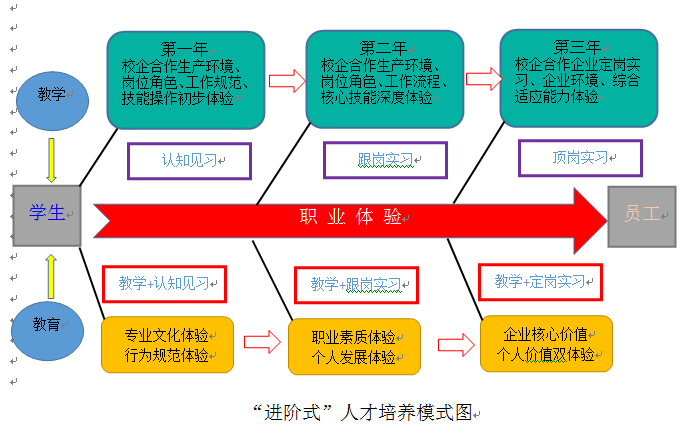 第一年
校企合作生产环境、
岗位角色、工作规范、
技能操作初步体验
第二年
校企合作生产环境、
岗位角色、工作流程、
核心技能深度体验
第三年
校企合作企业定岗实
习、企业环境、综合
适应能力体验
教学
认知见习
跟岗实习
顶岗实习
学生
职 业 体 验
员工
教学+认知见习
教学+跟岗实习
教学+定岗实习
教育
专业文化体验
行为规范体验
职业素质体验
个人发展体验
企业核心价值
个人价值双体验
“进阶式”人才培养模式图